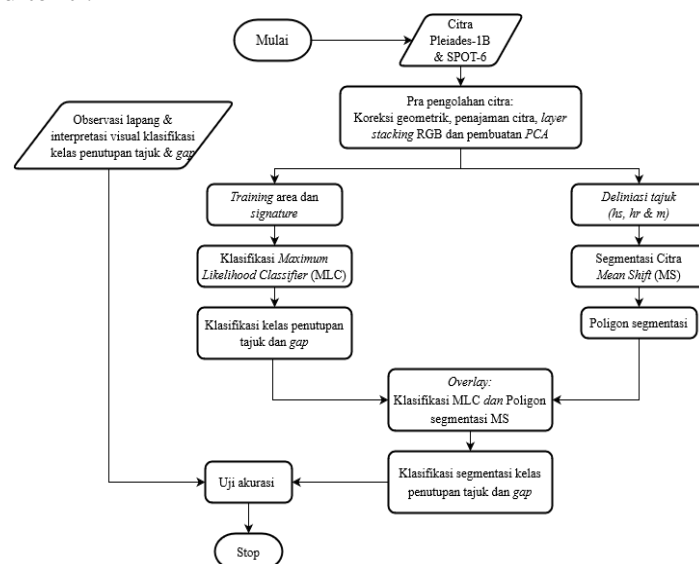 Mulai
Citra
Pleiades-1B
& SPOT-6
Pra pengolahan citra:
Koreksi geometrik, penajaman citra, layer
stacking RGB dan pembuatan PCA
Observasi lapang &
interpretasi visual klasifikasi
kelas penutupan tajuk & gap
Training area dan
signature
Deliniasi tajuk
(hs, hr & m)
Klasifikasi Maximum
Likelihood Classifier (MLC)
Segmentasi Citra
Mean Shift (MS)
Klasifikasi kelas penutupan
tajuk dan gap
Poligon segmentasi
Overlay:
Klasifikasi MLC dan Poligon
segmentasi MS
Uji akurasi
Klasifikasi segmentasi kelas
penutupan tajuk dan gap
Stop